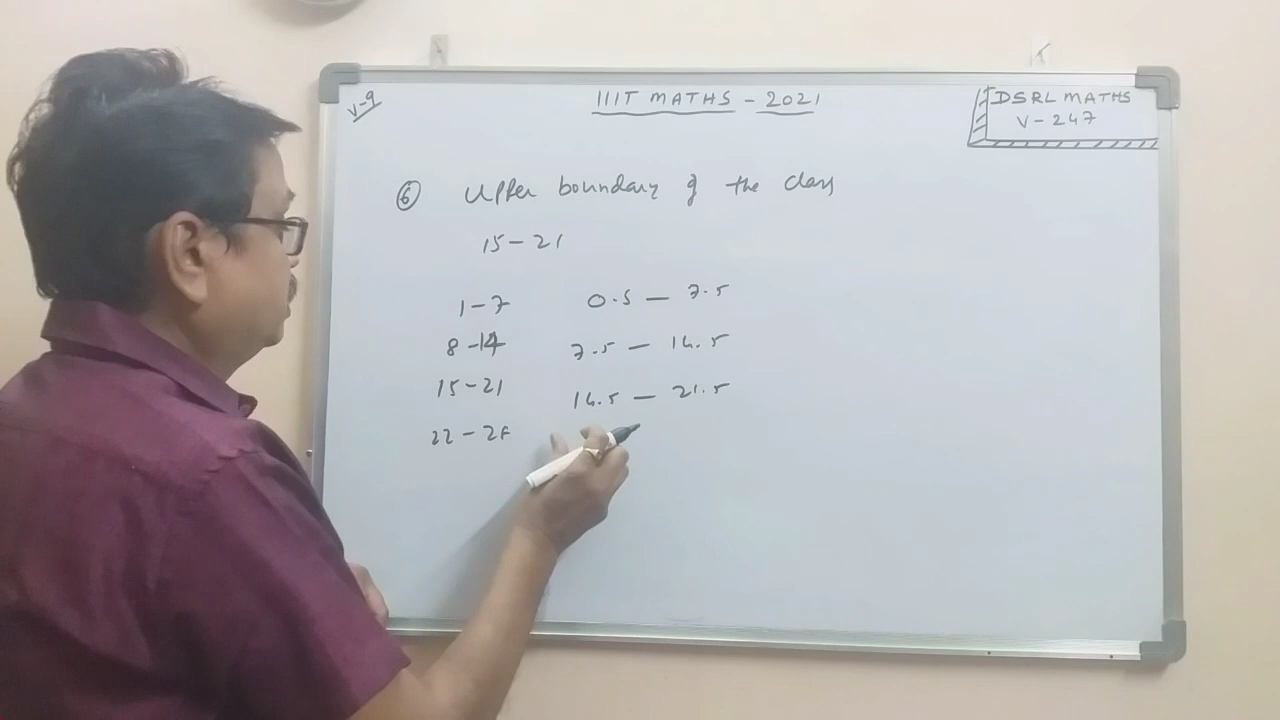 V-9
IIIT MATHS - 2021
DSRL MATHS
V - 247
6 Upper boundary of the class
15 - 21
1 - 7 0.5 — 7.5
8 - 14 7.5 — 14.5
15 - 21 14.5 — 21.5
22 - 28